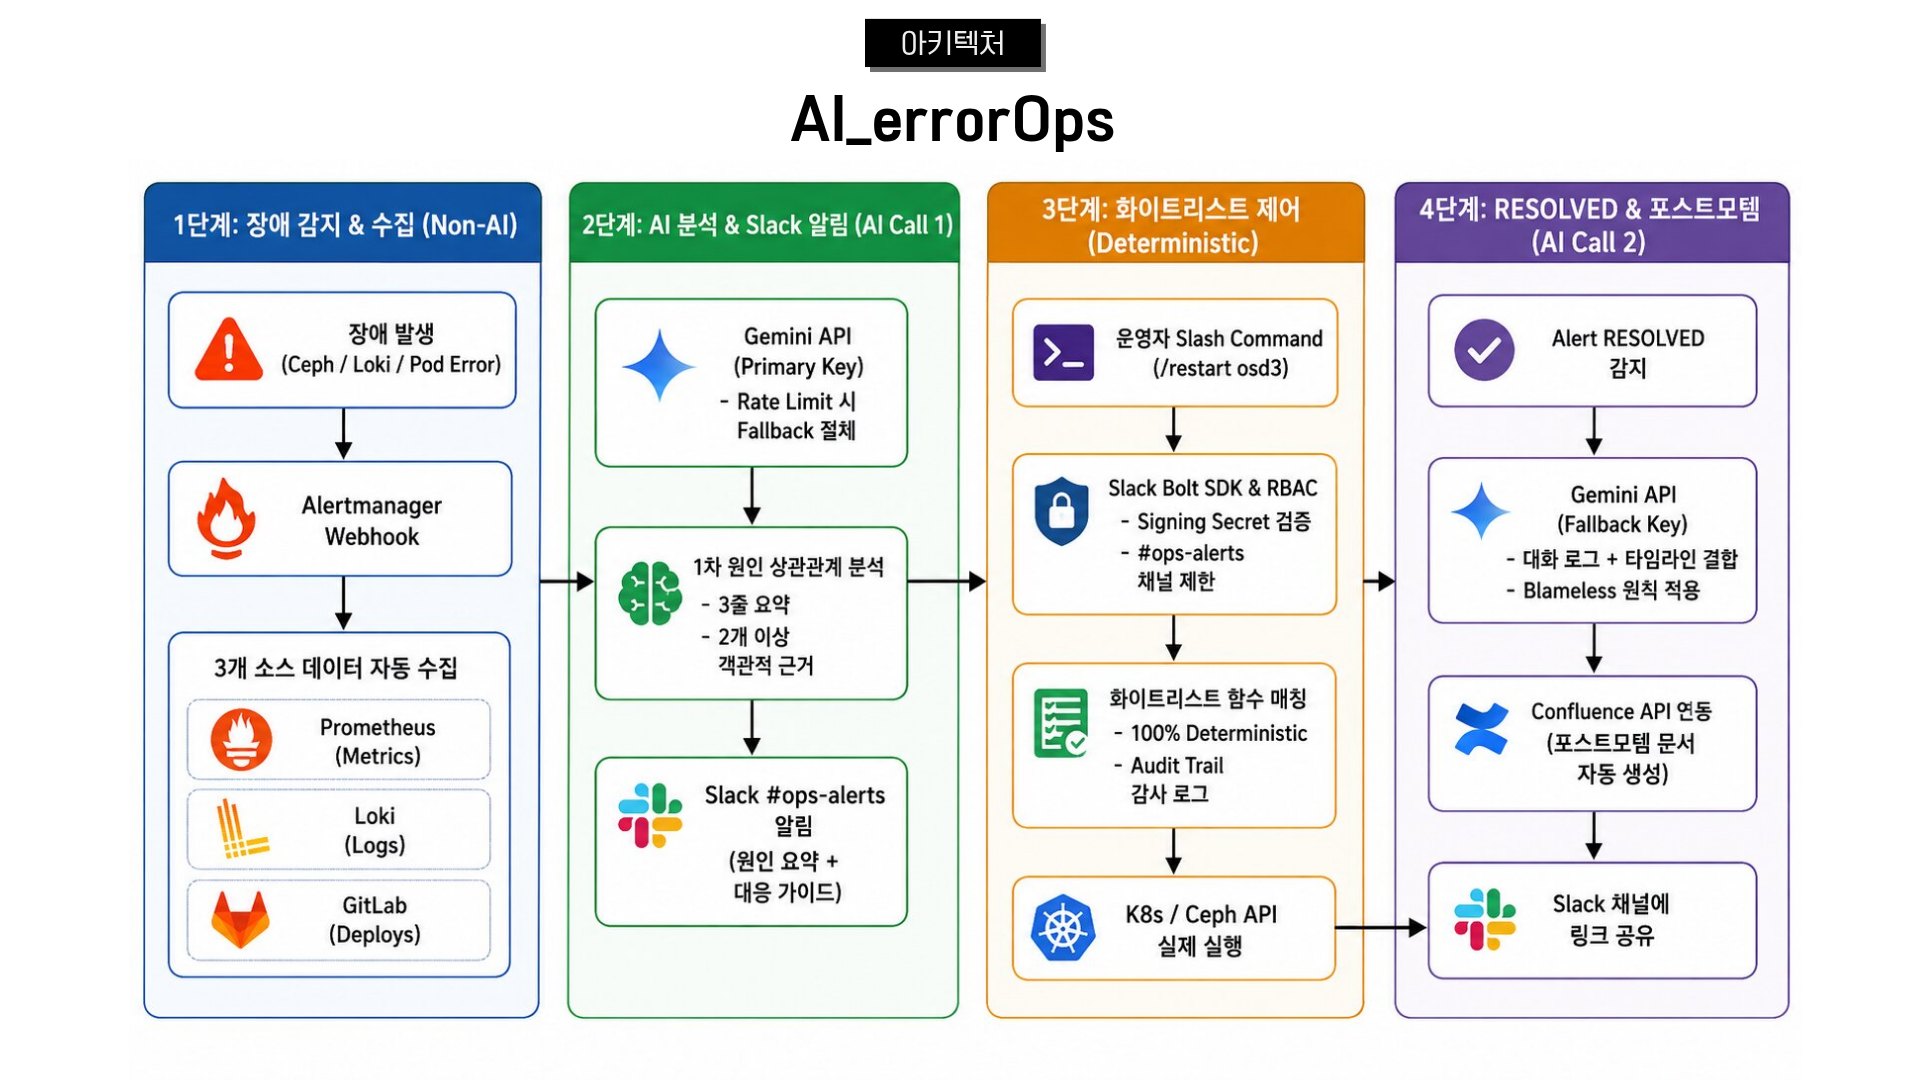 아키텍처
AI_errorOps
1단계: 장애 감지 & 수집 (Non-AI)
장애 발생
(Ceph / Loki / Pod Error)
Alertmanager
Webhook
3개 소스 데이터 자동 수집
Prometheus
(Metrics)
Loki
(Logs)
GitLab
(Deploys)
2단계: AI 분석 & Slack 알림 (AI Call 1)
Gemini API
(Primary Key)
- Rate Limit 시
Fallback 절체
1차 원인 상관관계 분석
- 3줄 요약
- 2개 이상
객관적 근거
Slack #ops-alerts
알림
(원인 요약 +
대응 가이드)
3단계: 화이트리스트 제어
(Deterministic)
운영자 Slash Command
(/restart osd3)
Slack Bolt SDK & RBAC
- Signing Secret 검증
- #ops-alerts
채널 제한
화이트리스트 함수 매칭
- 100% Deterministic
- Audit Trail
감사 로그
K8s / Ceph API
실제 실행
4단계: RESOLVED & 포스트모템
(AI Call 2)
Alert RESOLVED
감지
Gemini API
(Fallback Key)
- 대화 로그 + 타임라인 결합
- Blameless 원칙 적용
Confluence API 연동
(포스트모템 문서
자동 생성)
Slack 채널에
링크 공유